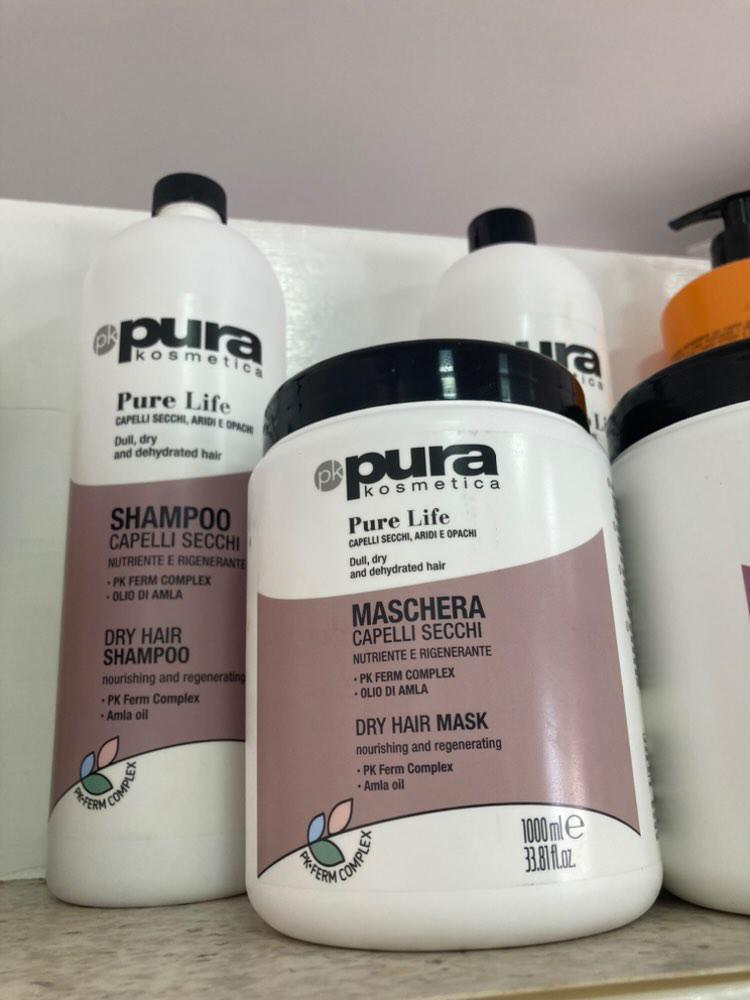 pk pura
kosmetica
Pure Life
CAPELLI SECCHI, ARIDI E OPACHI
Dull, dry
and dehydrated hair
SHAMPOO
CAPELLI SECCHI
NUTRIENTE E RIGENERANTE
• PK FERM COMPLEX
• OLIO DI AMLA
DRY HAIR
SHAMPOO
nourishing and regenerating
• PK Ferm Complex
• Amla oil
PK•FERM COMPLEX
pk pura
kosmetica
Pure Life
CAPELLI SECCHI, ARIDI E OPACHI
Dull, dry
and dehydrated hair
MASCHERA
CAPELLI SECCHI
NUTRIENTE E RIGENERANTE
• PK FERM COMPLEX
• OLIO DI AMLA
DRY HAIR MASK
nourishing and regenerating
• PK Ferm Complex
• Amla oil
PK•FERM COMPLEX
1000 ml e
33.81 fl.oz.